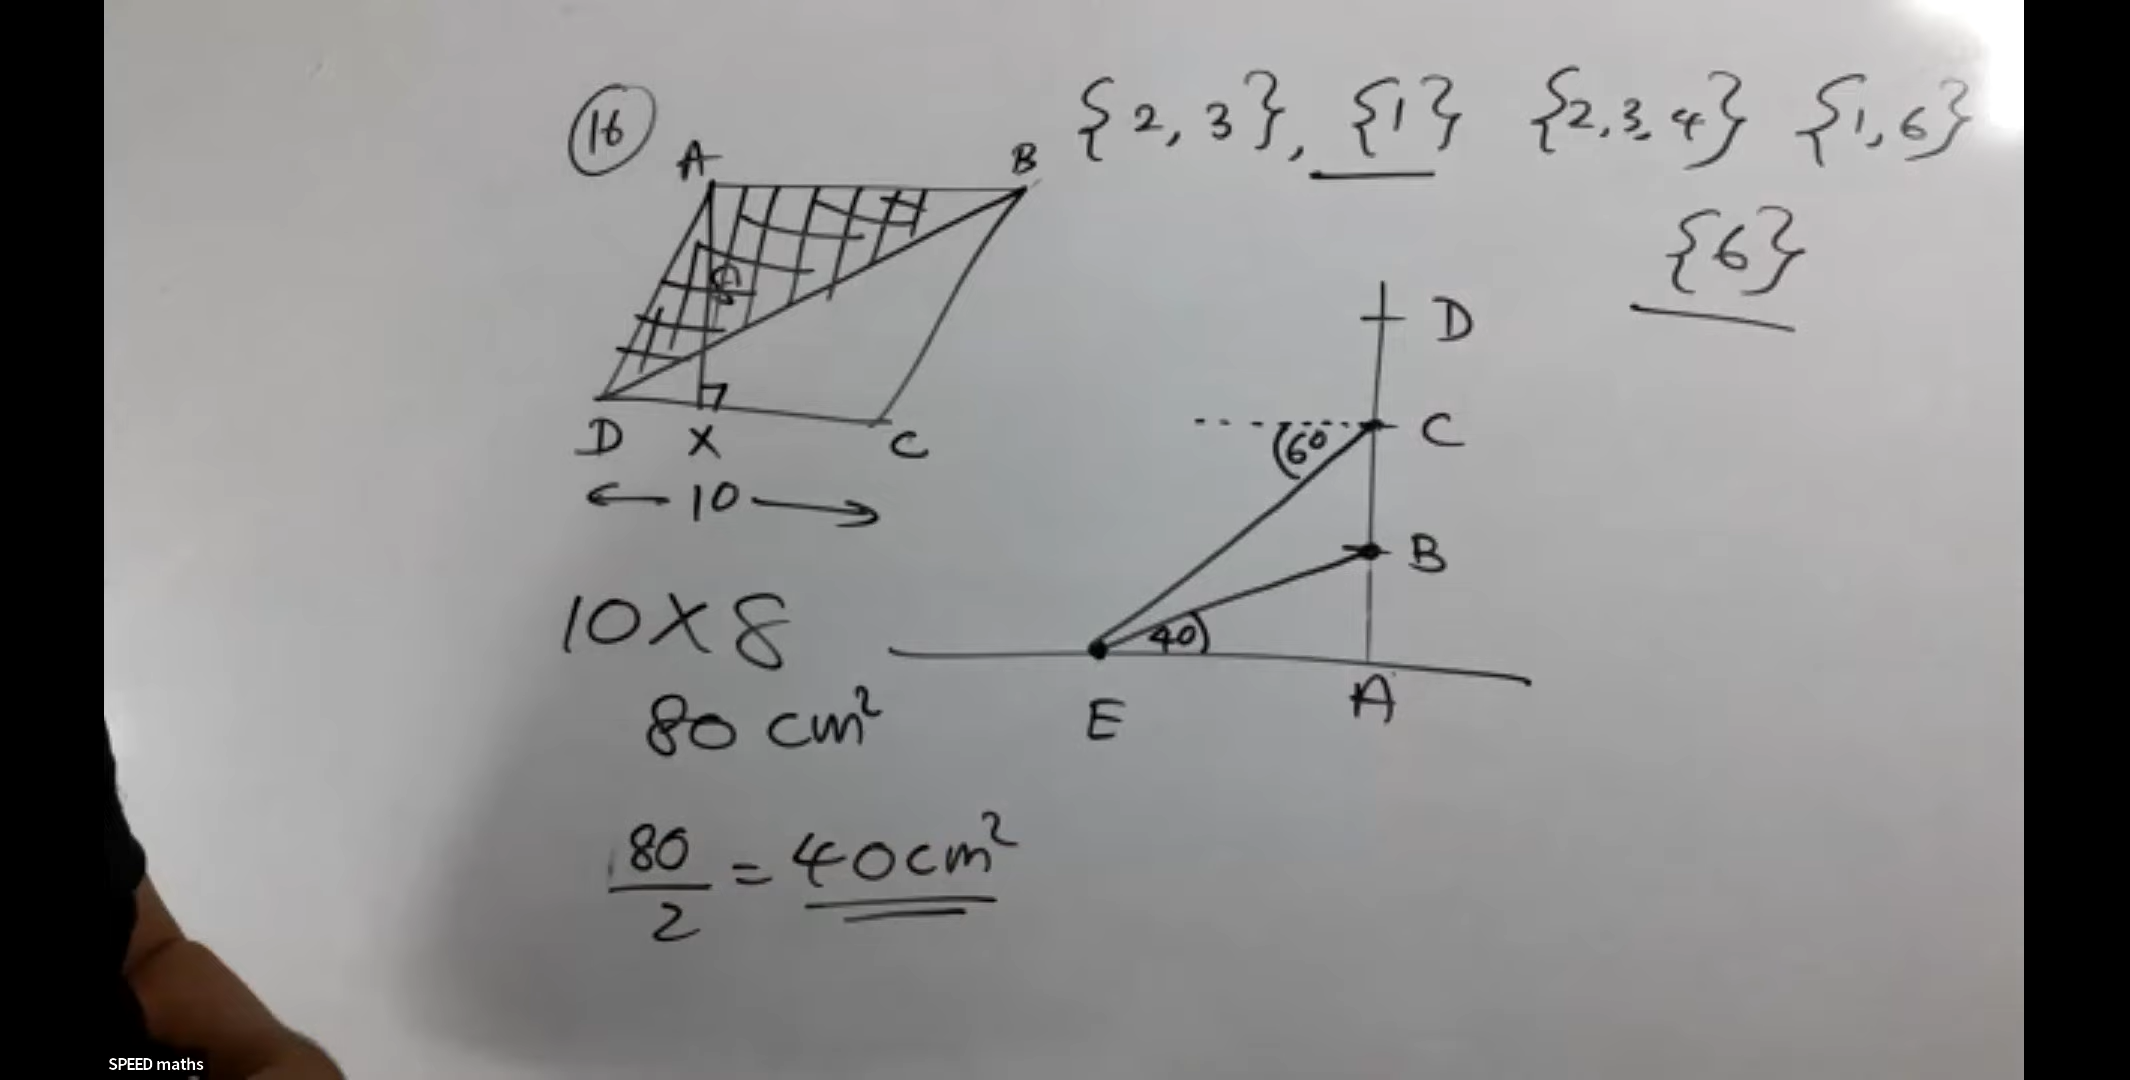 16
{2, 3}, {1} {2,3,4} {1,6}
{6}
A B
8
D X C
10
10 X 8
80 cm²
80/2 = 40cm²
D
60 C
B
40
E A
SPEED maths